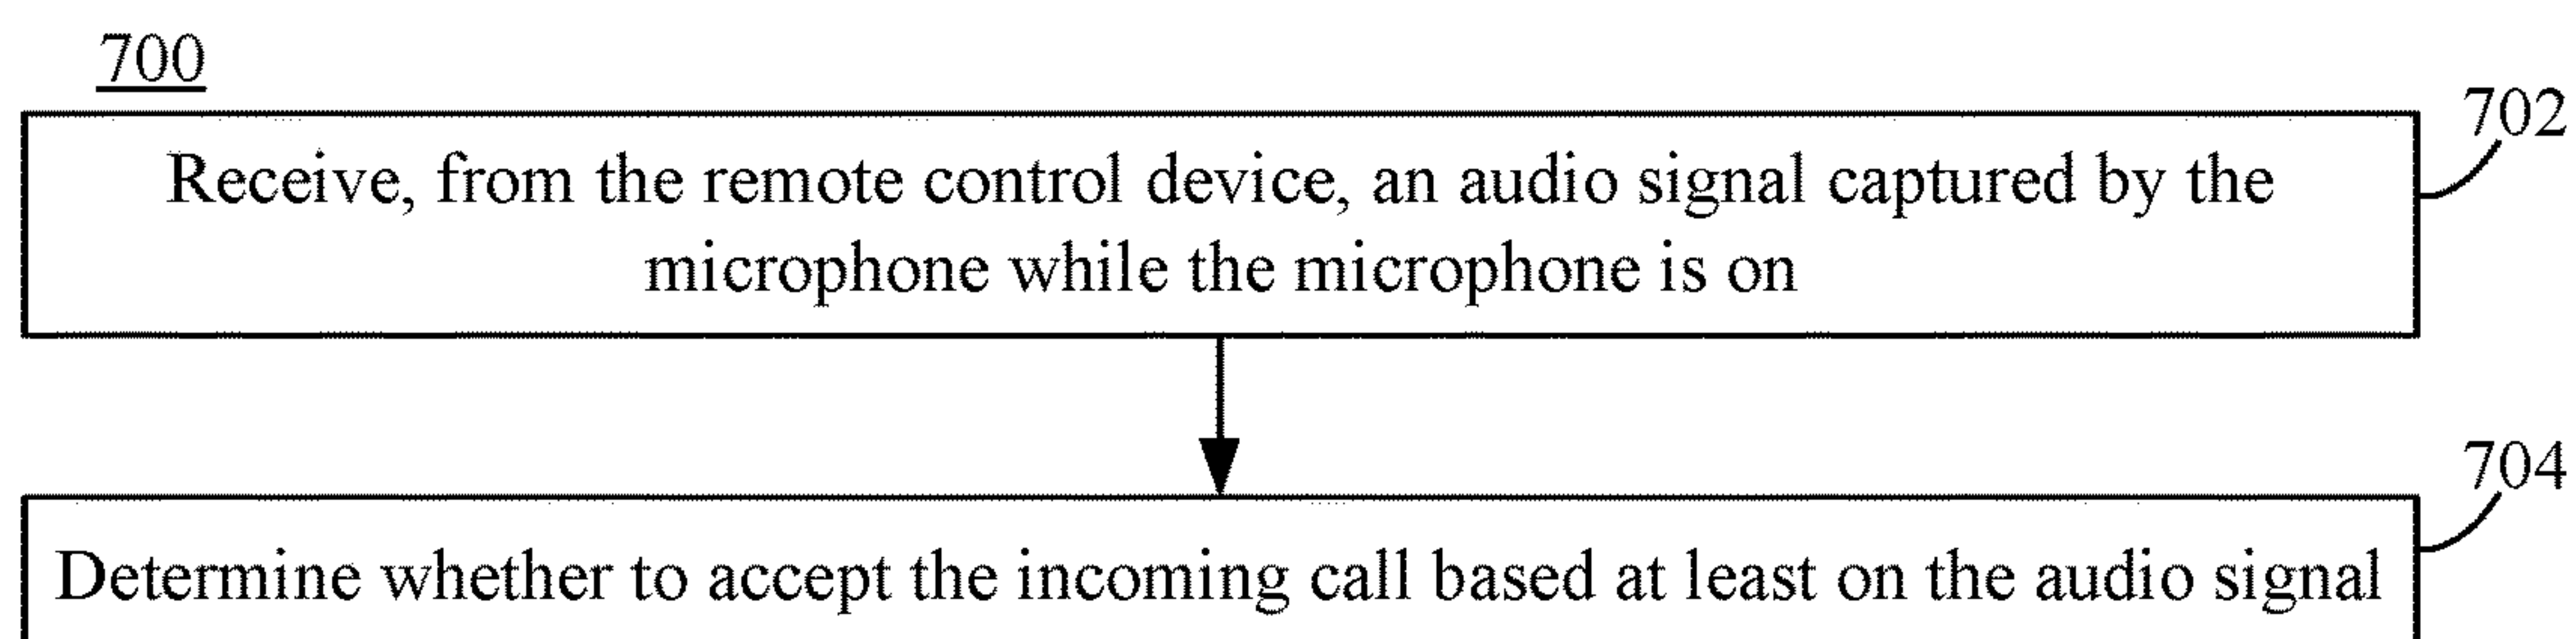 700
702
Receive, from the remote control device, an audio signal captured by the
microphone while the microphone is on
704
Determine whether to accept the incoming call based at least on the audio signal